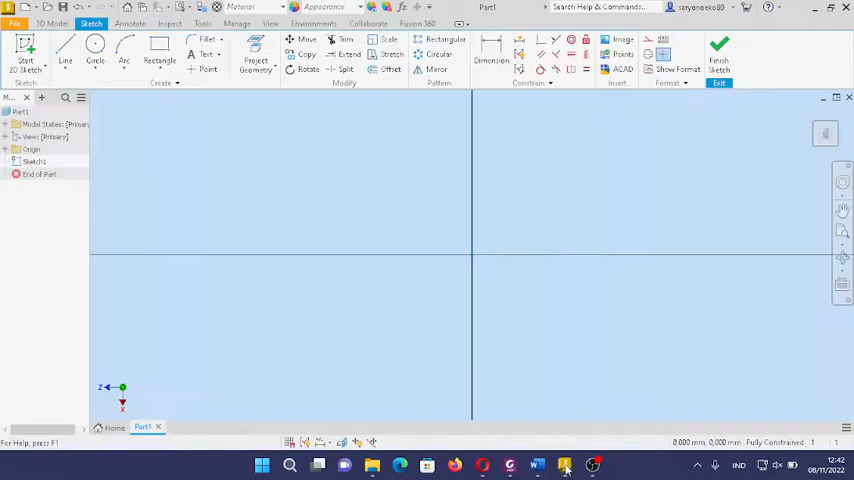 Material
Appearance
Part1
Search Help & Commands...
saryonoeko89
File 3D Model Sketch Annotate Inspect Tools Manage View Environments Collaborate Fusion 360
Start
2D Sketch
Line
Circle
Arc
Rectangle
Fillet
Text
Point
Project
Geometry
Move
Copy
Rotate
Trim
Extend
Split
Scale
Stretch
Offset
Rectangular
Circular
Mirror
Dimension
Image
Points
ACAD
Show Format
Finish
Sketch
Sketch Create Modify Pattern Constrain Insert Format Exit
M...
Part1
Model States: [Primar
View: [Primary]
Origin
Sketch1
End of Part
Z
X
Home Part1
For Help, press F1
0,000 mm, 0,000 mm Fully Constrained 1 1
IND
12:42
08/11/2022